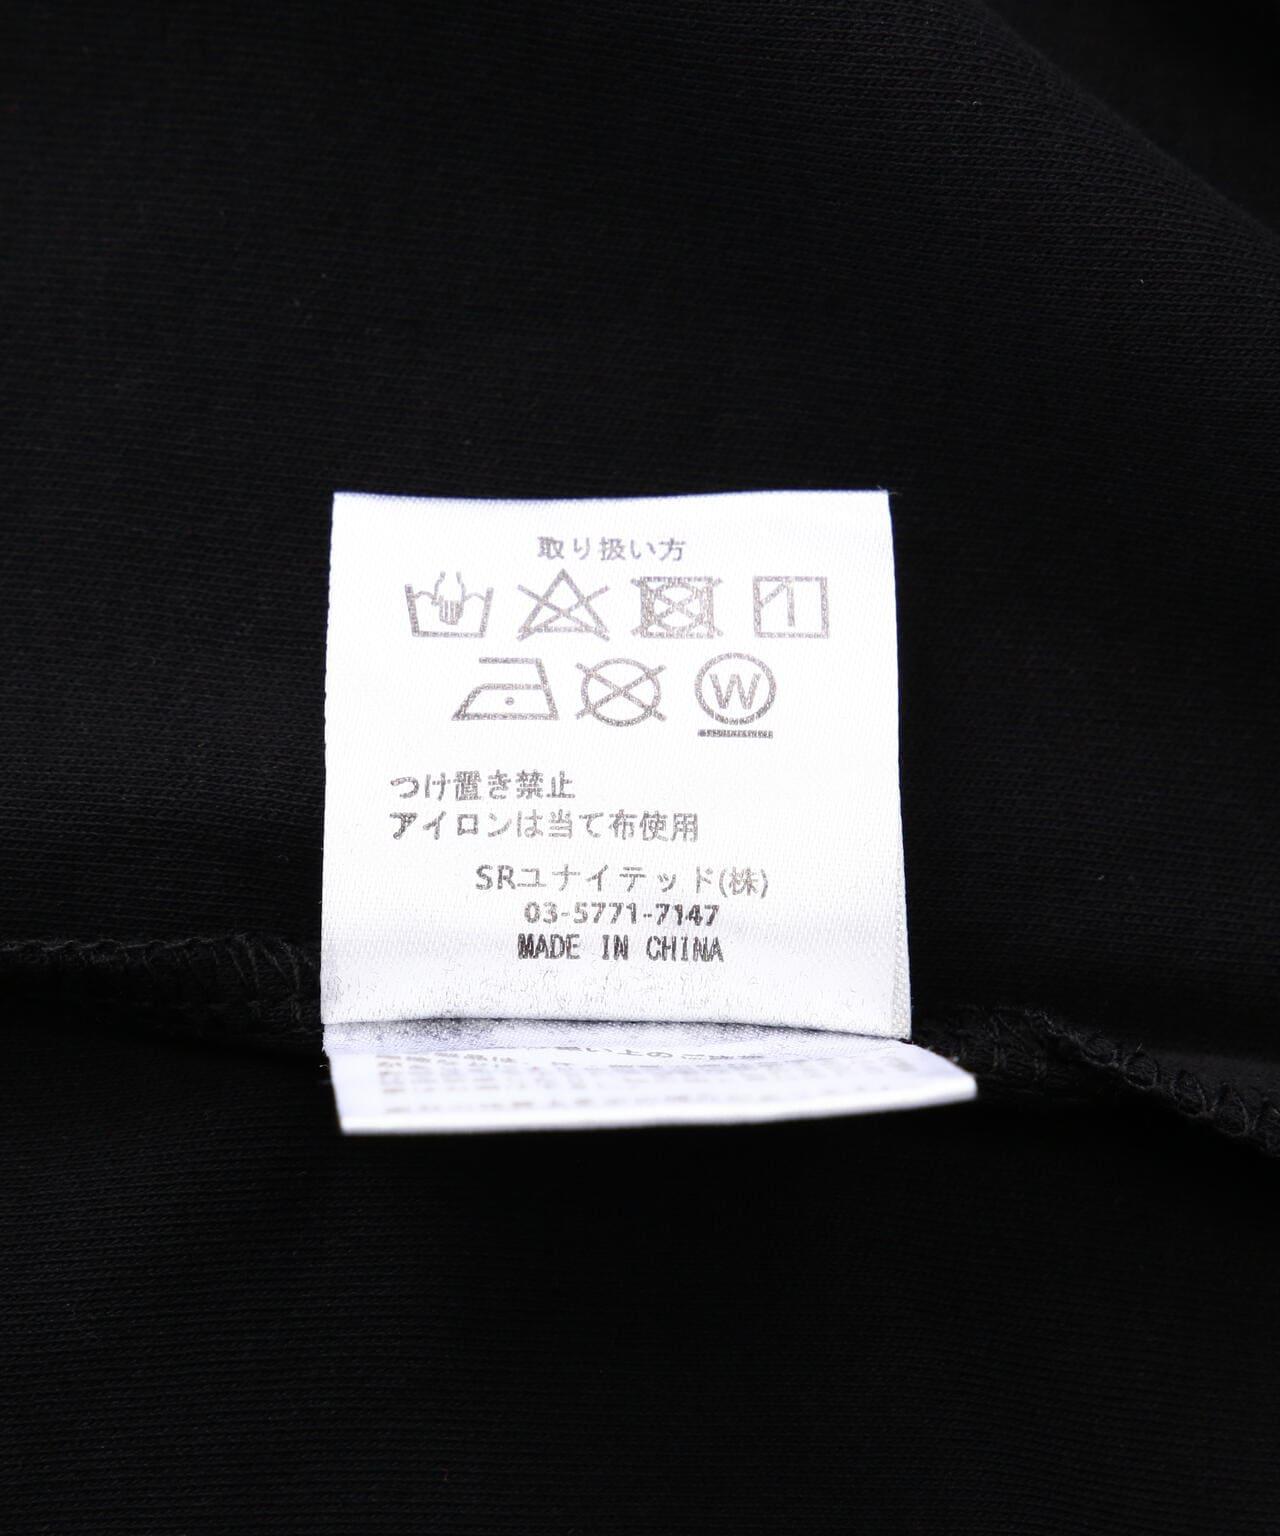 取り扱い方
W
つけ置き禁止
アイロンは当て布使用
SRユナイテッド(株)
03-5771-7147
MADE IN CHINA